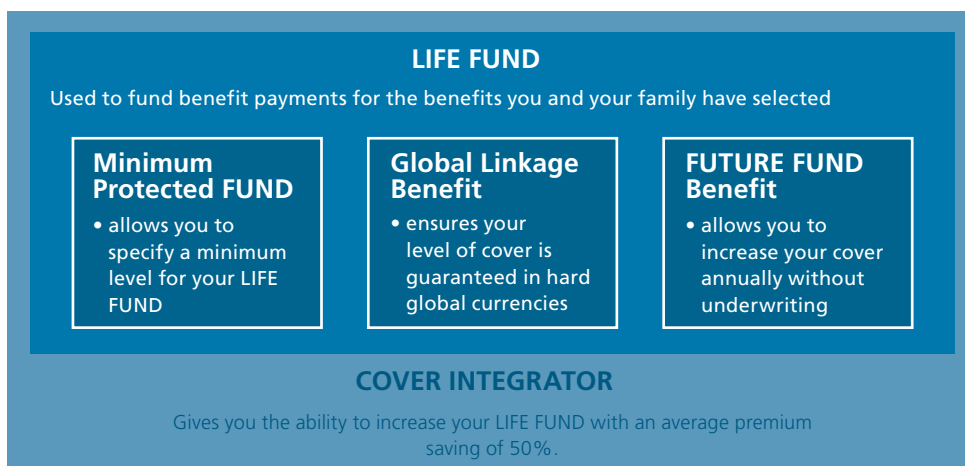 LIFE FUND
Used to fund benefit payments for the benefits you and your family have selected
Minimum
Protected FUND
• allows you to
specify a minimum
level for your LIFE
FUND
Global Linkage
Benefit
• ensures your
level of cover is
guaranteed in hard
global currencies
FUTURE FUND
Benefit
• allows you to
increase your cover
annually without
underwriting
COVER INTEGRATOR
Gives you the ability to increase your LIFE FUND with an average premium
saving of 50%.